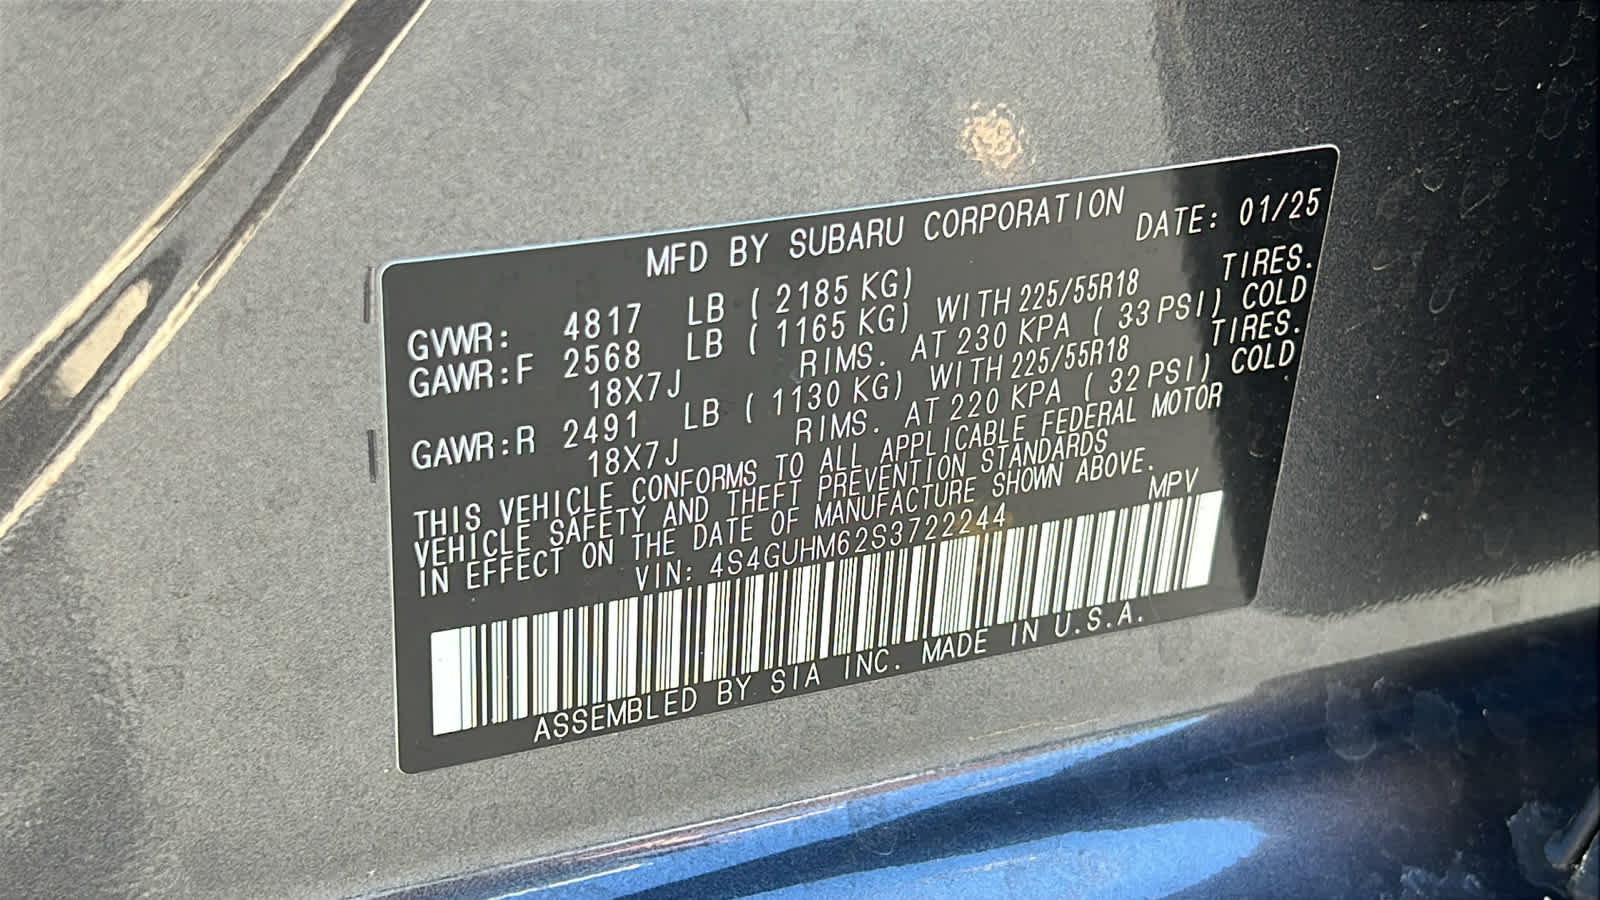 MFD BY SUBARU CORPORATION DATE: 01/25
GVWR: 4817 LB ( 2185 KG)
GAWR:F 2568 LB ( 1165 KG) WITH 225/55R18 TIRES.
18X7J RIMS. AT 230 KPA ( 33 PSI) COLD
GAWR:R 2491 LB ( 1130 KG) WITH 225/55R18 TIRES.
18X7J RIMS. AT 220 KPA ( 32 PSI) COLD
THIS VEHICLE CONFORMS TO ALL APPLICABLE FEDERAL MOTOR
VEHICLE SAFETY AND THEFT PREVENTION STANDARDS
IN EFFECT ON THE DATE OF MANUFACTURE SHOWN ABOVE.
VIN: 4S4GUHM62S3722244 MPV
ASSEMBLED BY SIA INC. MADE IN U.S.A.